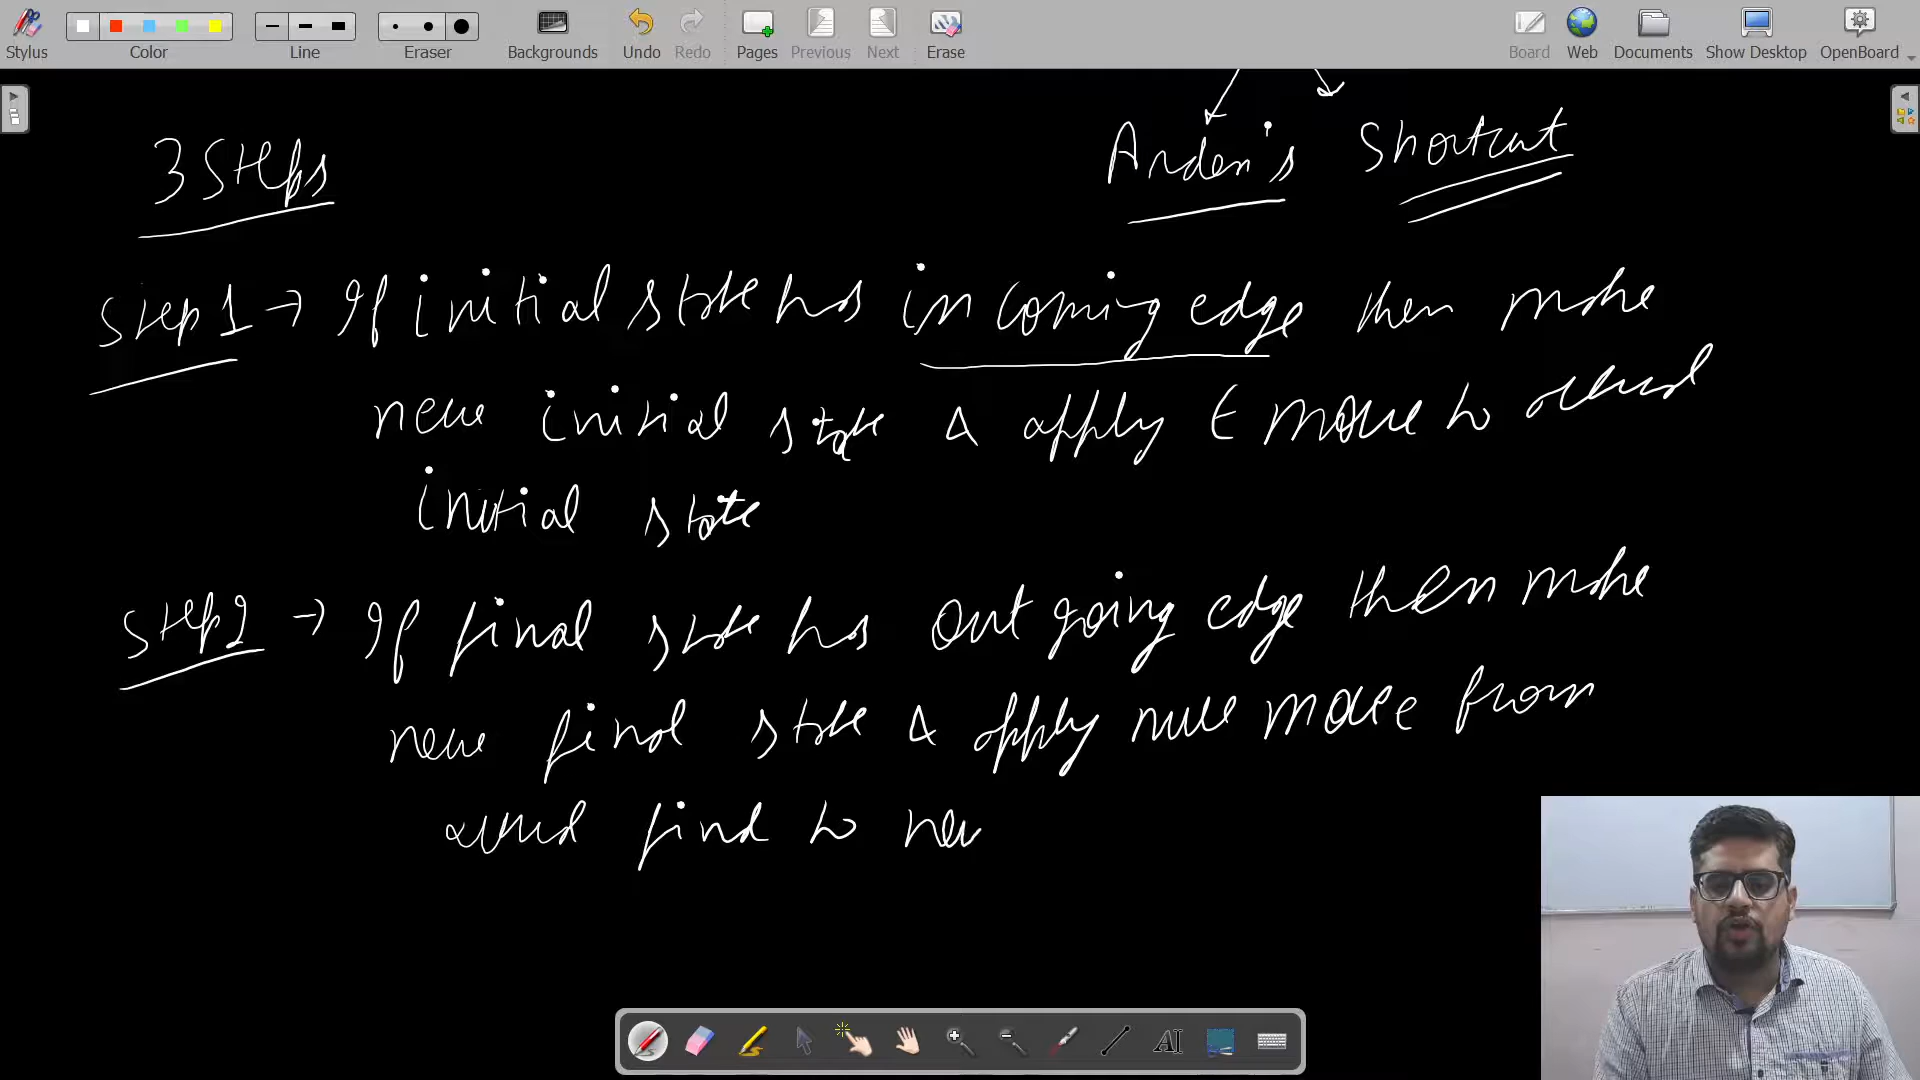 Stylus Color Line Eraser Backgrounds Undo Redo Pages Previous Next Erase Board Web Documents Show Desktop OpenBoard
3 Steps
Arden's Shortcut
Step 1 → If initial state has incoming edge then make
new initial state & apply ϵ move to actual
initial state
Step 2 → If final state has outgoing edge then make
new final state & apply null move from
actual final to new
AI